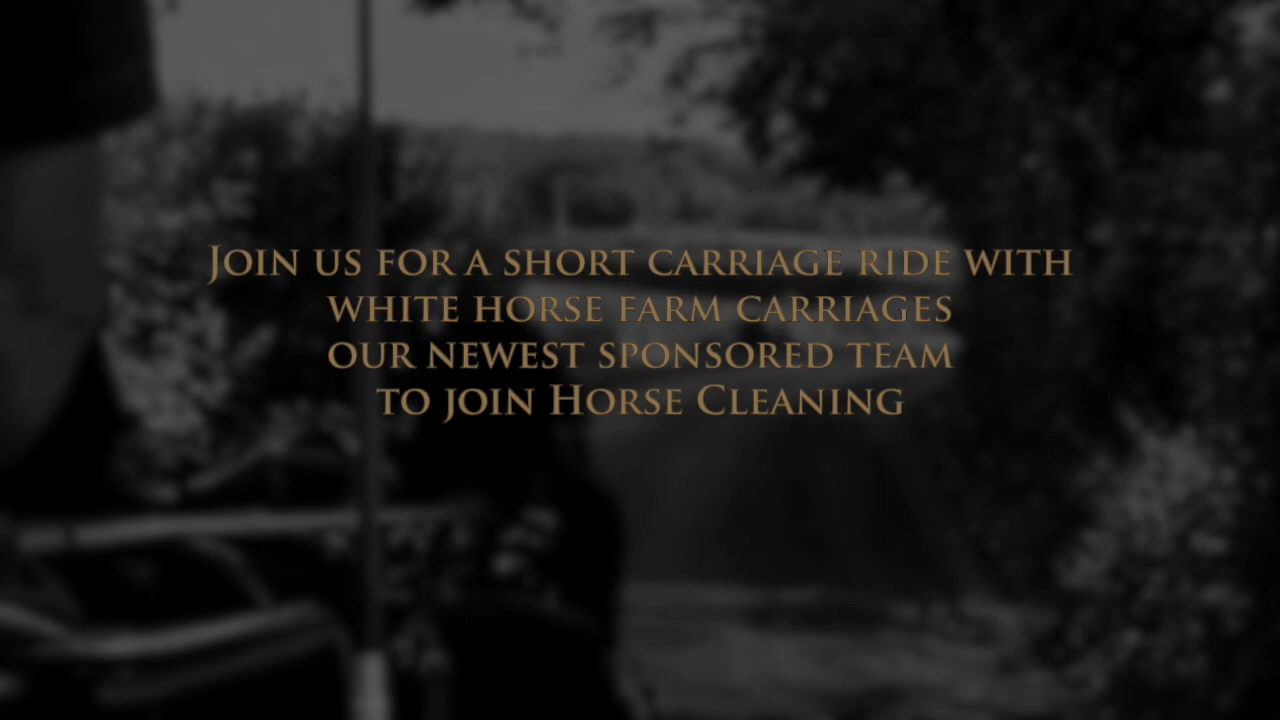 Join us for a short carriage ride with
white horse farm carriages
our newest sponsored team
to join Horse Cleaning